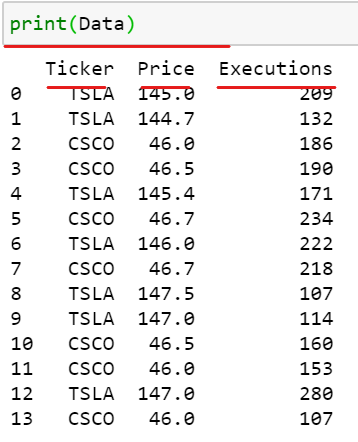 print(Data)
Ticker Price Executions
0 TSLA 145.0 209
1 TSLA 144.7 132
2 CSCO 46.0 186
3 CSCO 46.5 190
4 TSLA 145.4 171
5 CSCO 46.7 234
6 TSLA 146.0 222
7 CSCO 46.7 218
8 TSLA 147.5 107
9 TSLA 147.0 114
10 CSCO 46.5 160
11 CSCO 46.0 153
12 TSLA 147.0 280
13 CSCO 46.0 107